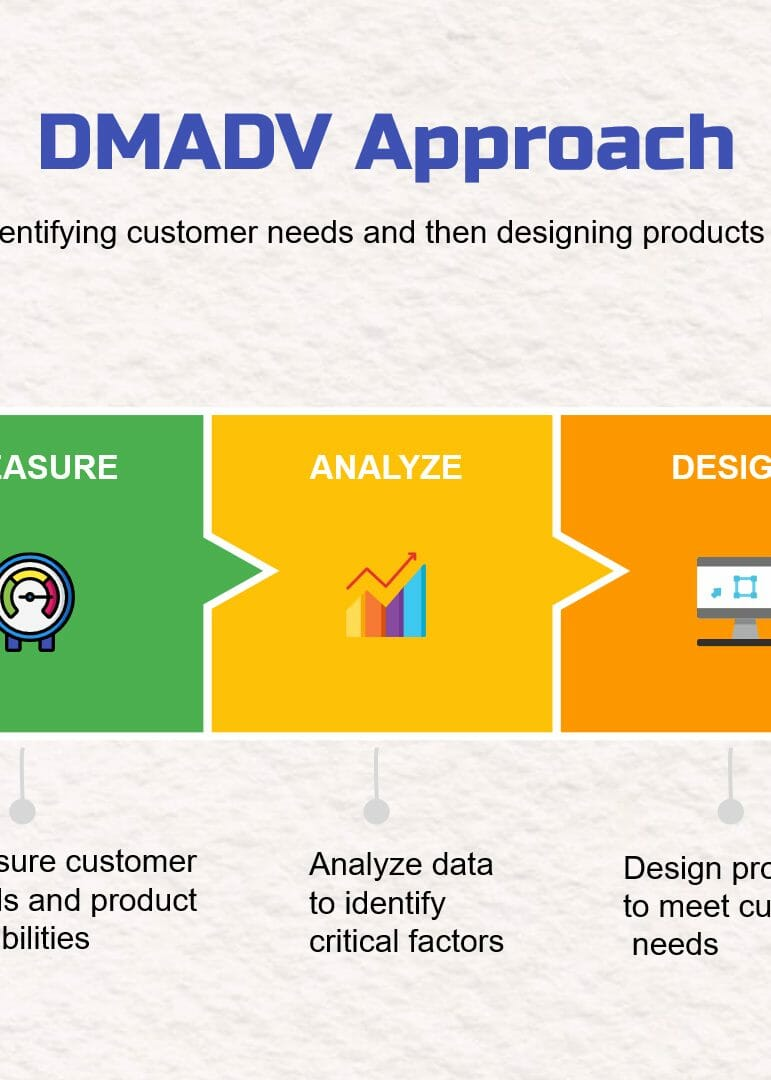 DMADV Approach
entifying customer needs and then designing products
EASURE
ANALYZE
DESIG
sure customer
ls and product
bilities
Analyze data
to identify
critical factors
Design pro
to meet cu
needs